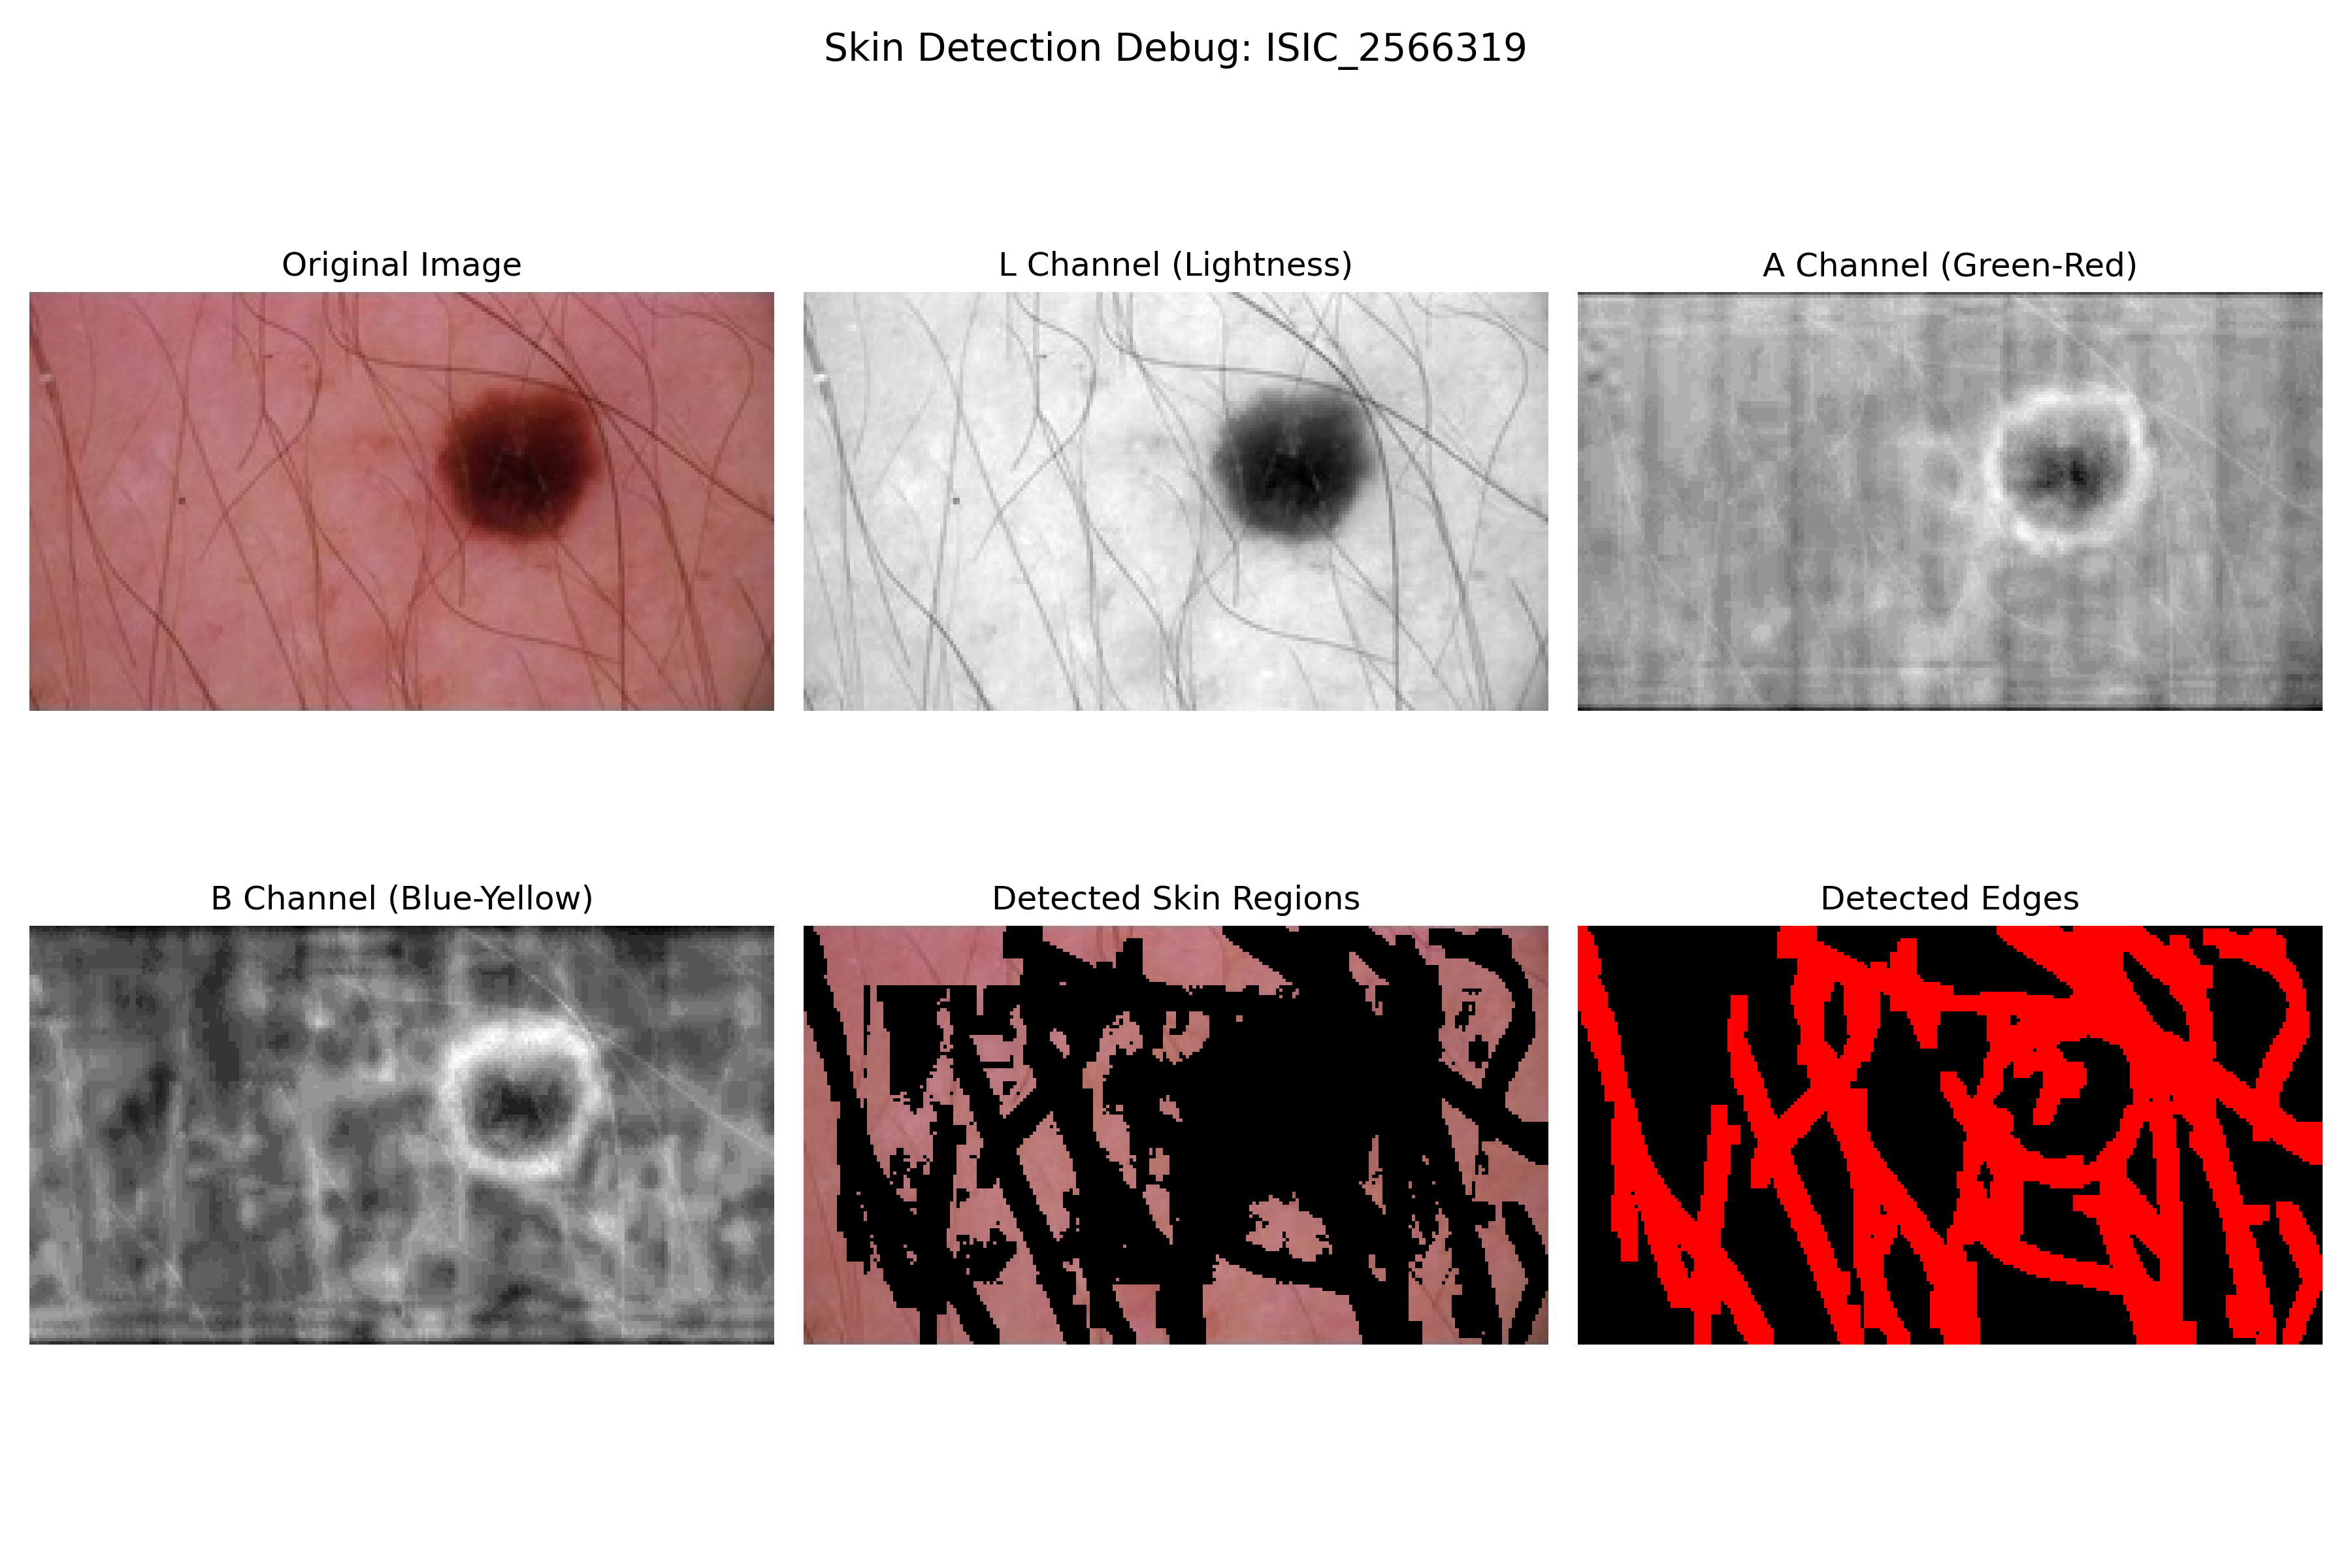 Skin Detection Debug: ISIC_2566319
Original Image
L Channel (Lightness)
A Channel (Green-Red)
B Channel (Blue-Yellow)
Detected Skin Regions
Detected Edges